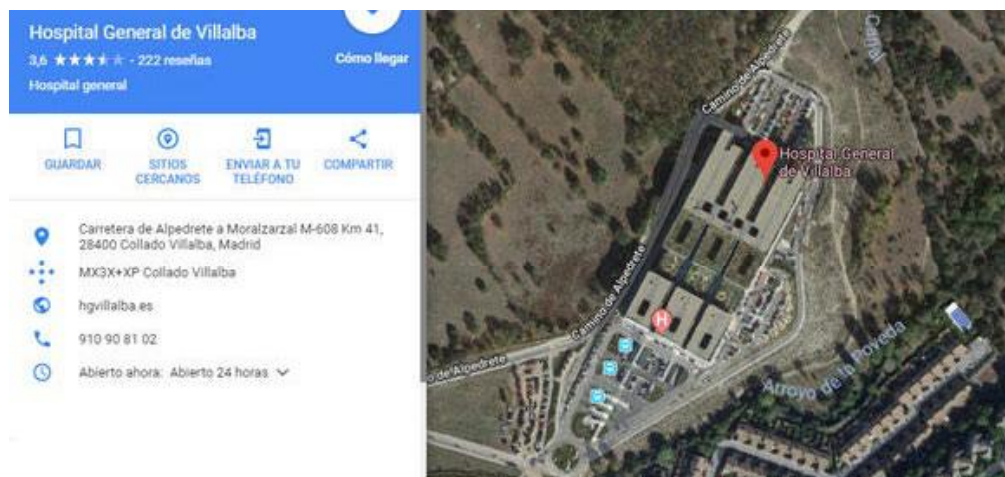 Hospital General de Villalba
3,6 - 222 reseñas
Cómo llegar
Hospital general
GUARDAR
SITIOS
CERCANOS
ENVIAR A TU
TELÉFONO
COMPARTIR
Carretera de Alpedrete a Moralzarzal M-608 Km 41,
28400 Collado Villalba, Madrid
MX3X+XP Collado Villalba
hgvillalba.es
910 90 81 02
Abierto ahora: Abierto 24 horas
Canal
Camino de Alpedrete
Hospital General
de Villalba
Camino de Alpedrete
H
o de Alpedrete
Arroyo de la Poveda